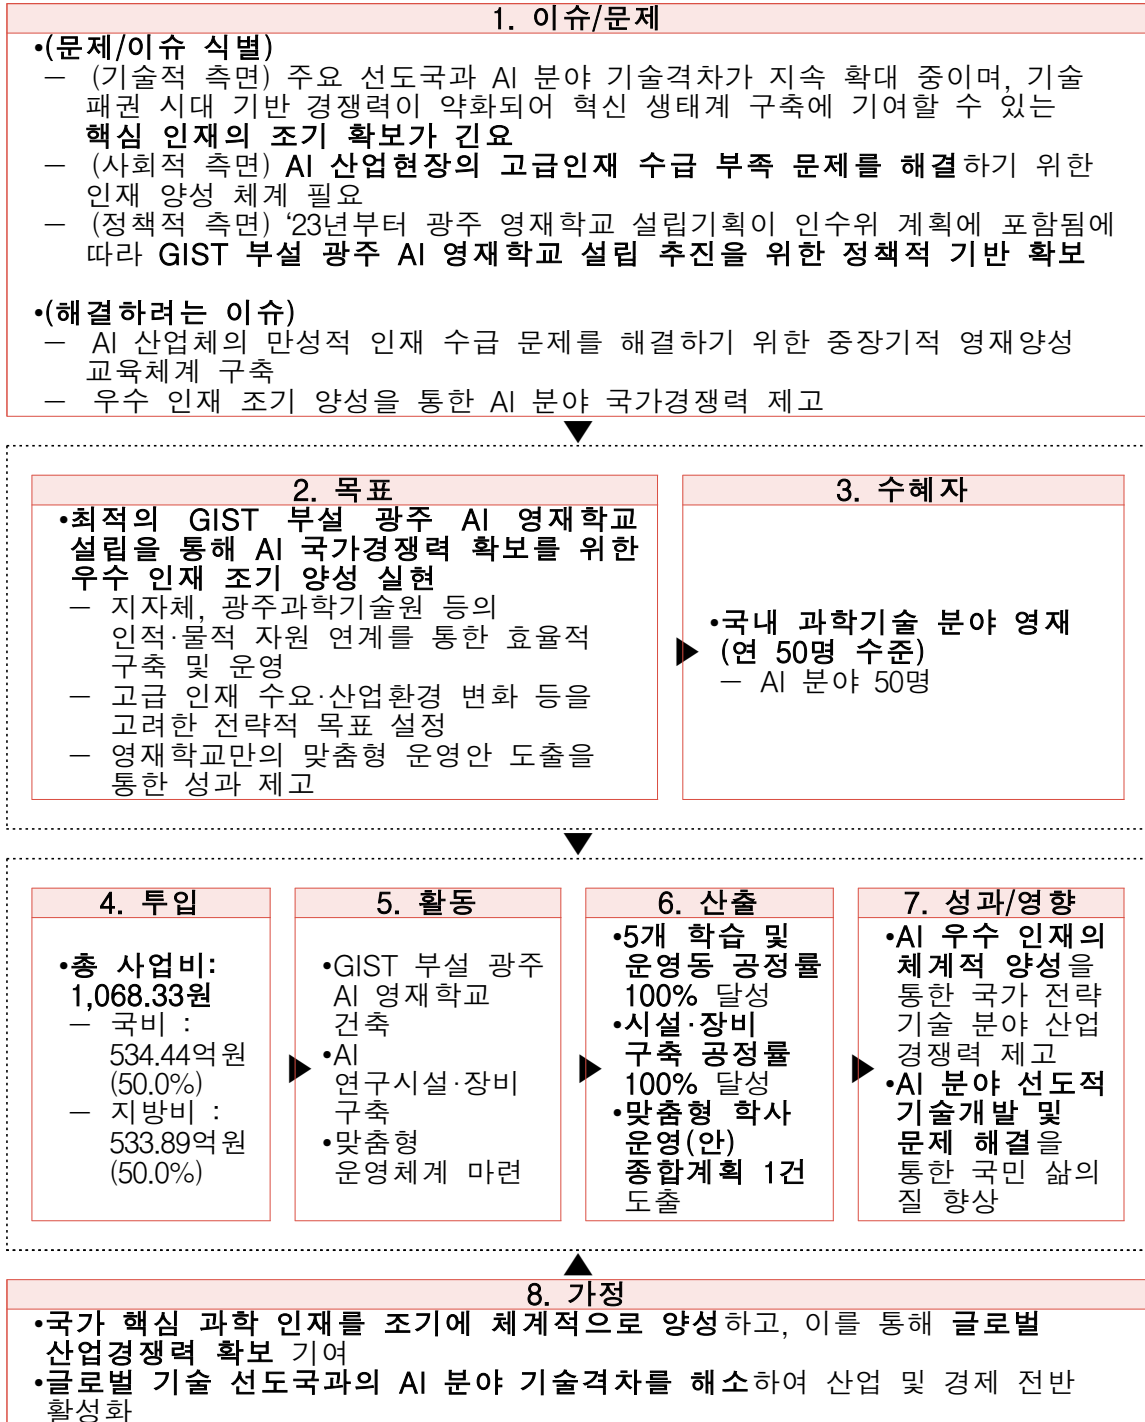 1. 이슈/문제
•(문제/이슈 식별)
― (기술적 측면) 주요 선도국과 AI 분야 기술격차가 지속 확대 중이며, 기술
패권 시대 기반 경쟁력이 약화되어 혁신 생태계 구축에 기여할 수 있는
핵심 인재의 조기 확보가 긴요
― (사회적 측면) AI 산업현장의 고급인재 수급 부족 문제를 해결하기 위한
인재 양성 체계 필요
― (정책적 측면) ‘23년부터 광주 영재학교 설립기획이 인수위 계획에 포함됨에
따라 GIST 부설 광주 AI 영재학교 설립 추진을 위한 정책적 기반 확보
•(해결하려는 이슈)
― AI 산업체의 만성적 인재 수급 문제를 해결하기 위한 중장기적 영재양성
교육체계 구축
― 우수 인재 조기 양성을 통한 AI 분야 국가경쟁력 제고
2. 목표
•최적의 GIST 부설 광주 AI 영재학교
설립을 통해 AI 국가경쟁력 확보를 위한
우수 인재 조기 양성 실현
― 지자체, 광주과학기술원 등의
인적·물적 자원 연계를 통한 효율적
구축 및 운영
― 고급 인재 수요·산업환경 변화 등을
고려한 전략적 목표 설정
― 영재학교만의 맞춤형 운영안 도출을
통한 성과 제고
3. 수혜자
•국내 과학기술 분야 영재
(연 50명 수준)
― AI 분야 50명
4. 투입
•총 사업비:
1,068.33원
― 국비 :
534.44억원
(50.0%)
― 지방비 :
533.89억원
(50.0%)
5. 활동
•GIST 부설 광주
AI 영재학교
건축
•AI
연구시설·장비
구축
•맞춤형
운영체계 마련
6. 산출
•5개 학습 및
운영동 공정률
100% 달성
•시설·장비
구축 공정률
100% 달성
•맞춤형 학사
운영(안)
종합계획 1건
도출
7. 성과/영향
•AI 우수 인재의
체계적 양성을
통한 국가 전략
기술 분야 산업
경쟁력 제고
•AI 분야 선도적
기술개발 및
문제 해결을
통한 국민 삶의
질 향상
8. 가정
•국가 핵심 과학 인재를 조기에 체계적으로 양성하고, 이를 통해 글로벌
산업경쟁력 확보 기여
•글로벌 기술 선도국과의 AI 분야 기술격차를 해소하여 산업 및 경제 전반
활성화